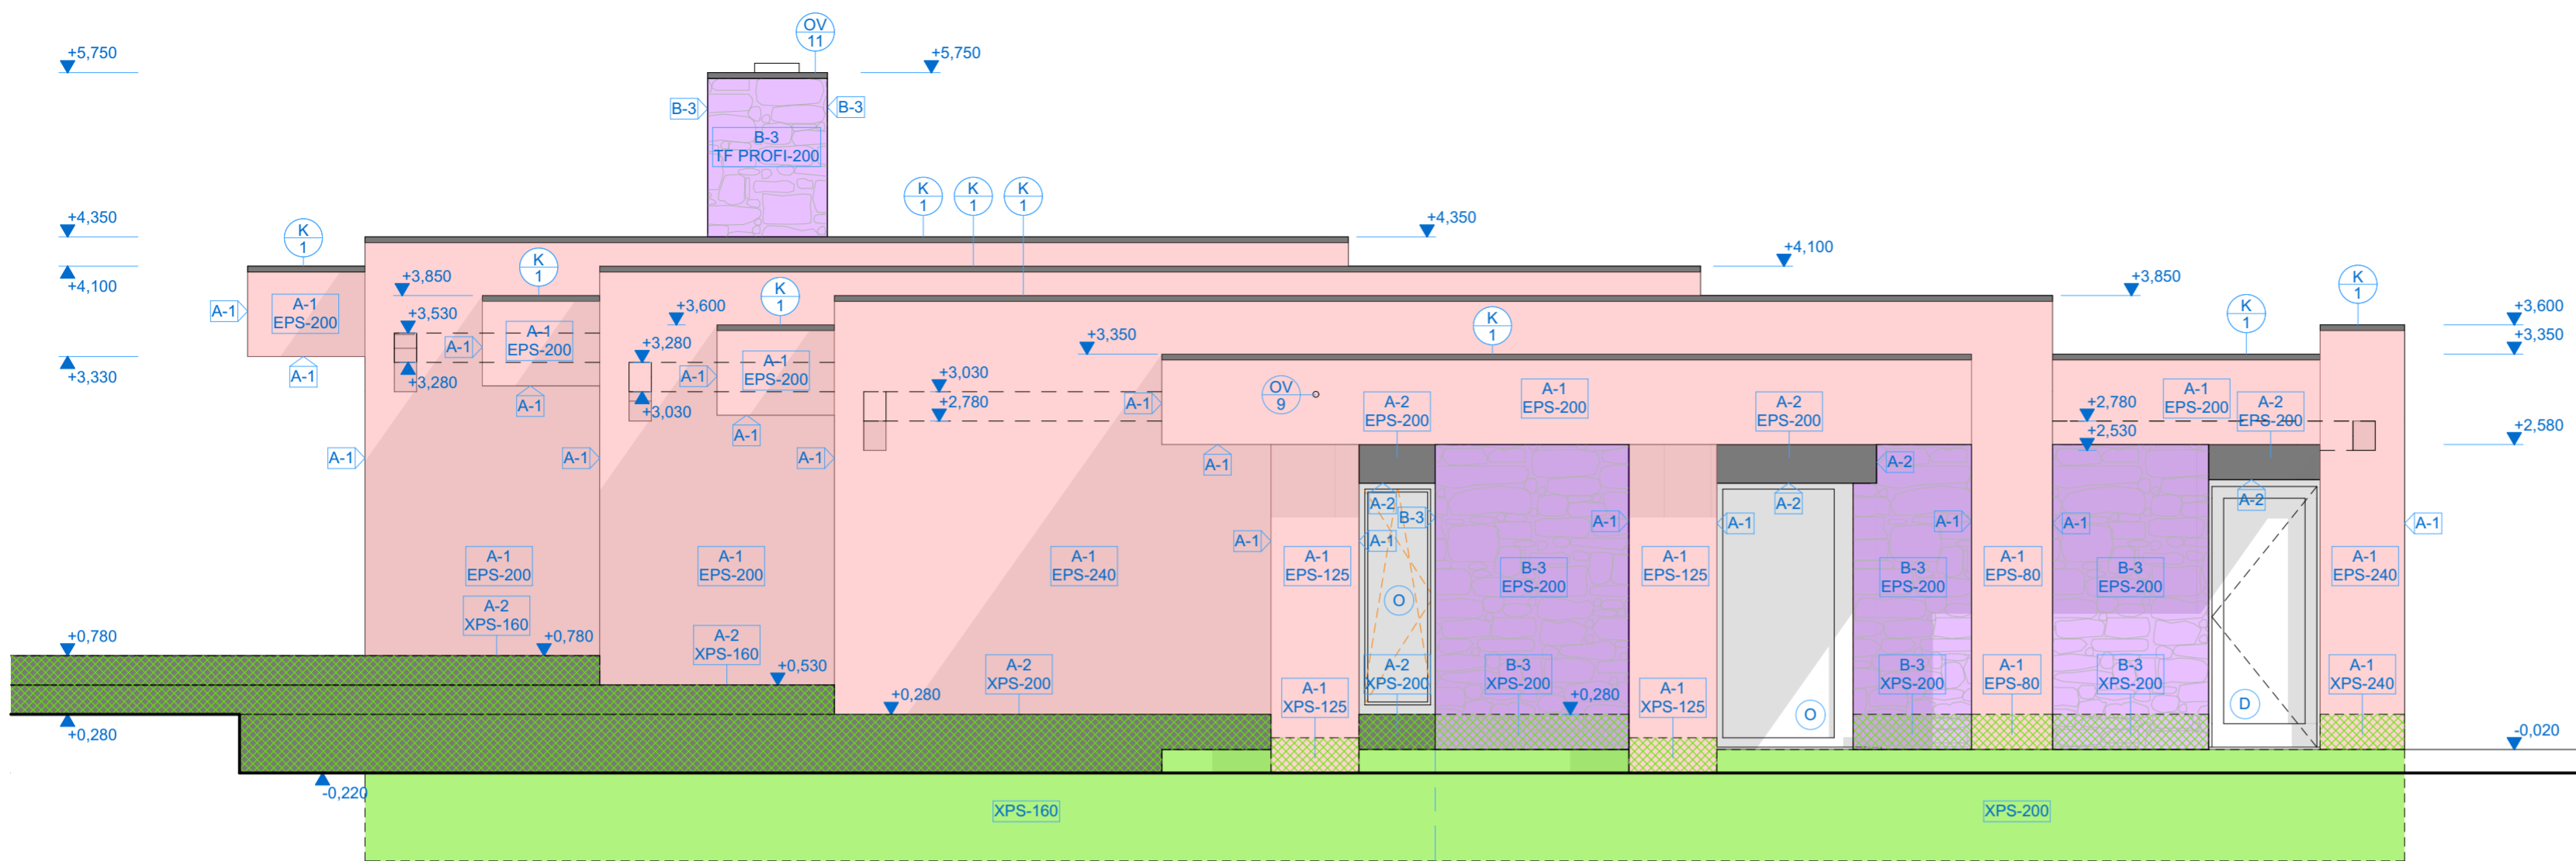 OV
11
+5,750
+5,750
B-3
B-3
B-3
TF PROFI-200
K
1
K
1
K
1
+4,350
+4,350
K
1
K
1
+4,100
+4,100
K
1
+3,850
+3,850
K
1
K
1
K
1
A-1
A-1
EPS-200
+3,530
A-1
A-1
EPS-200
+3,600
+3,280
A-1
A-1
EPS-200
+3,350
+3,600
+3,350
+3,330
A-1
+3,280
A-1
+3,030
A-1
+3,030
+2,780
A-1
OV
9
A-1
EPS-200
A-2
EPS-200
A-2
EPS-200
A-1
EPS-200
A-2
EPS-200
+2,780
+2,530
+2,580
A-1
A-1
A-1
A-1
A-2
A-2
B-3
A-2
A-2
A-1
A-1
A-1
A-1
A-1
A-1
A-1
A-1
EPS-200
A-1
EPS-200
A-1
EPS-240
A-1
EPS-125
O
B-3
EPS-200
A-1
EPS-125
B-3
EPS-200
A-1
EPS-80
B-3
EPS-200
A-1
EPS-240
A-2
XPS-160
A-2
XPS-160
A-2
XPS-200
A-1
XPS-125
A-2
XPS-200
B-3
XPS-200
A-1
XPS-125
B-3
XPS-200
A-1
EPS-80
B-3
XPS-200
A-1
XPS-240
+0,780
+0,780
+0,530
+0,280
+0,280
O
D
+0,280
-0,020
-0,220
XPS-160
XPS-200